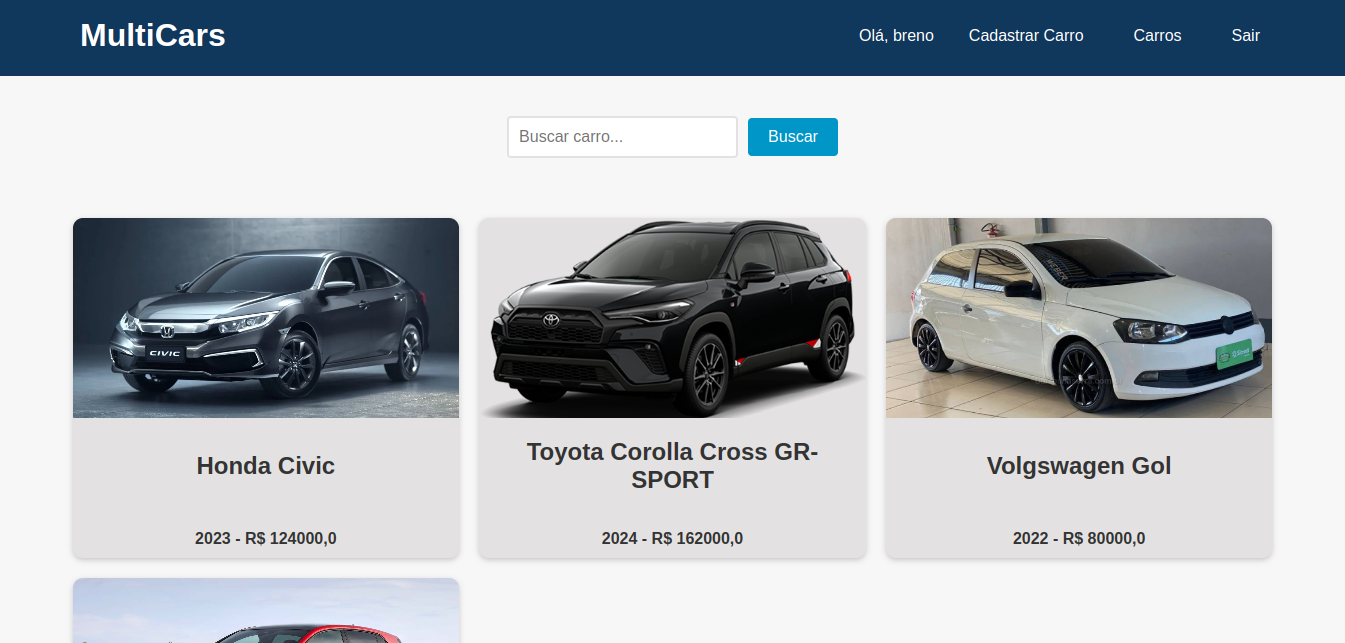 MultiCars
Olá, breno
Cadastrar Carro
Carros
Sair
Buscar carro...
Buscar
CIVIC
Honda Civic
2023 - R$ 124000,0
Toyota Corolla Cross GR-
SPORT
2024 - R$ 162000,0
Volgswagen Gol
2022 - R$ 80000,0